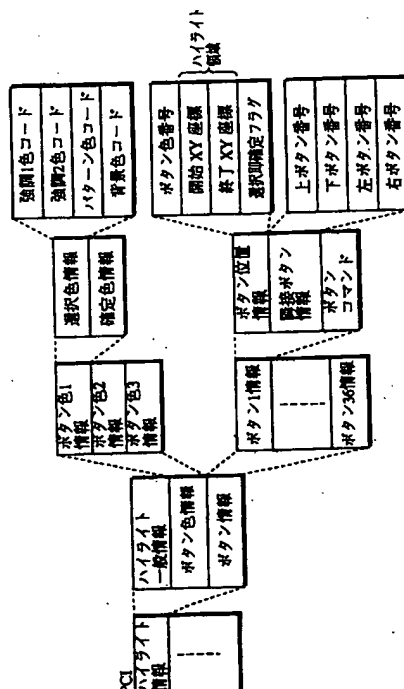 PCI
ハイライト
情報
ハイライト
一般情報
ボタン色情報
ボタン情報
ボタン色1
情報
ボタン色2
情報
ボタン色3
情報
選択色情報
確定色情報
強調1色コード
強調2色コード
パターン色コード
背景色コード
ボタン1情報
ボタン36情報
ボタン位置
情報
隣接ボタン
情報
ボタン
コマンド
ボタン色番号
開始XY座標
終了XY座標
選択即確定フラグ
ハイライト
領域
上ボタン番号
下ボタン番号
左ボタン番号
右ボタン番号